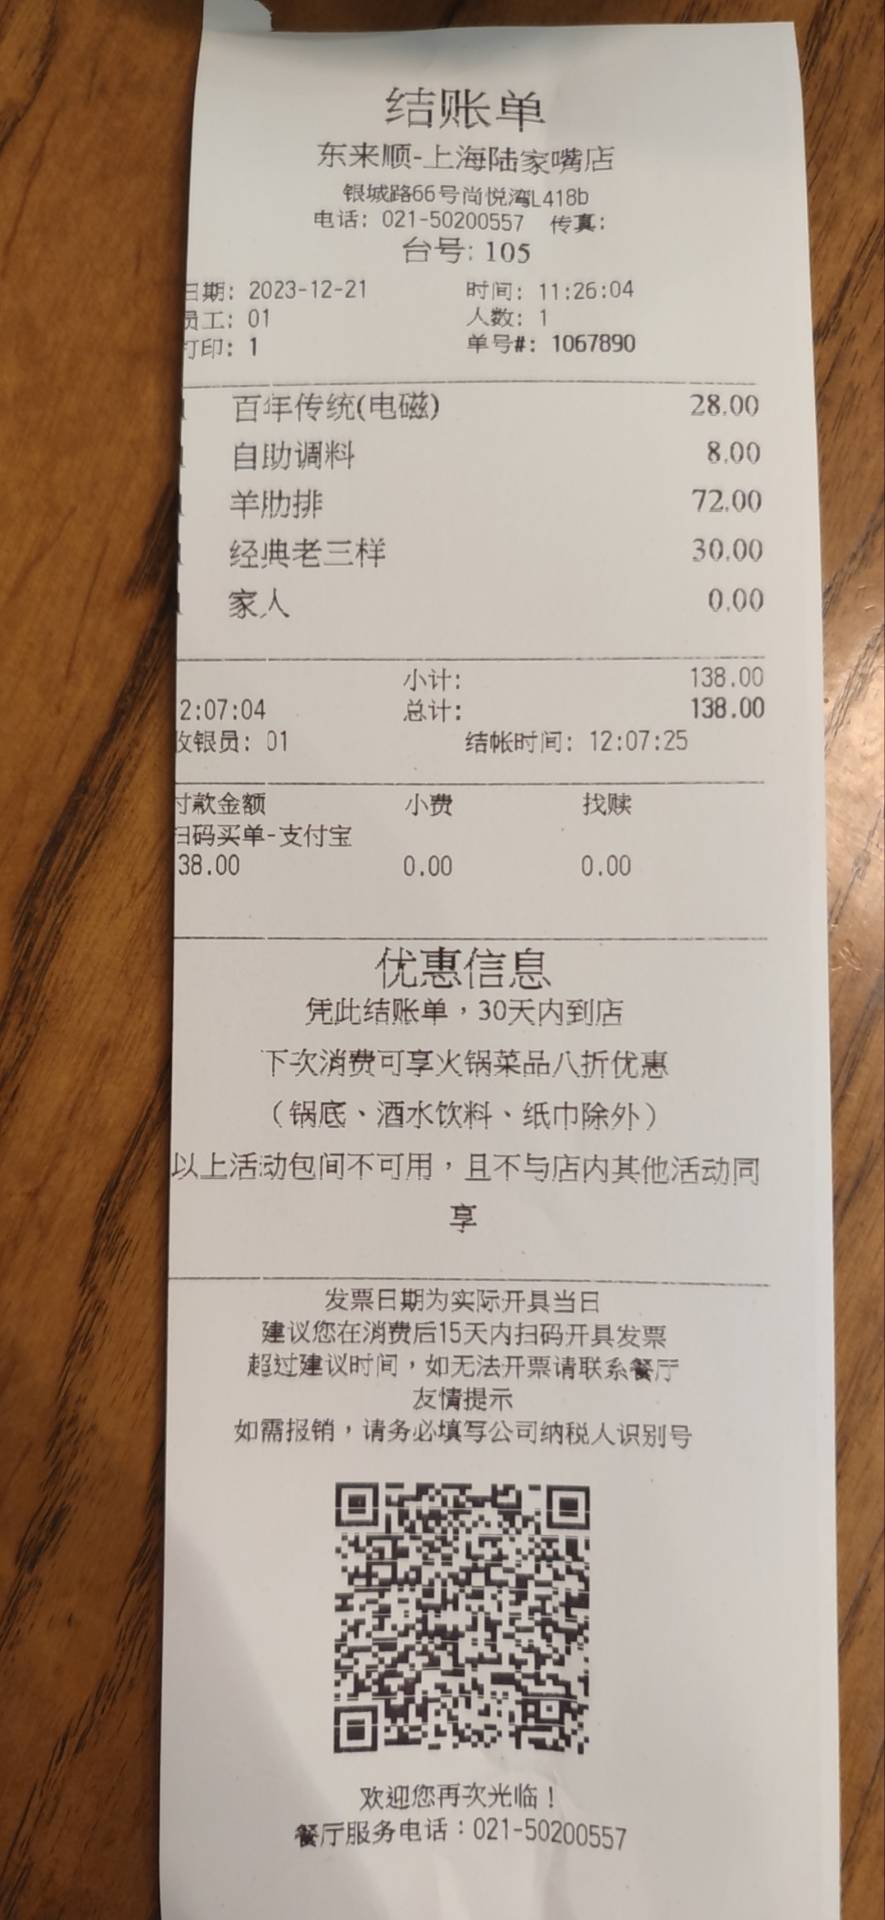 结账单
东来顺-上海陆家嘴店
银城路66号尚悦湾L418b
电话: 021-50200557 传真:
台号: 105
日期: 2023-12-21 时间: 11:26:04
员工: 01 人数: 1
打印: 1 单号#: 1067890
百年传统(电磁) 28.00
自助调料 8.00
羊肋排 72.00
经典老三样 30.00
家人 0.00
小计: 138.00
2:07:04 总计: 138.00
收银员: 01 结帐时间: 12:07:25
付款金额 小费 找赎
扫码买单-支付宝
38.00 0.00 0.00
优惠信息
凭此结账单，30天内到店
下次消费可享火锅菜品八折优惠
（锅底、酒水饮料、纸巾除外）
以上活动包间不可用，且不与店内其他活动同
享
发票日期为实际开具当日
建议您在消费后15天内扫码开具发票
超过建议时间，如无法开票请联系餐厅
友情提示
如需报销，请务必填写公司纳税人识别号
欢迎您再次光临！
餐厅服务电话：021-50200557